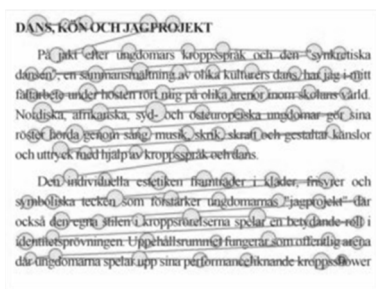 DANS, KÖN OCH JAGPROJEKT
På jakt efter ungdomars kroppsspråk och den "synkretiska
dansen", en sammansmältning av olika kulturers dans, har jag i mitt
fältarbete under hösten rört mig på olika arenor inom skolans värld.
Nordiska, afrikanska, syd- och östeuropeiska ungdomar gör sina
röster hörda genom sång, musik, skrik, skratt och gestaltar känslor
och uttryck med hjälp av kroppsspråk och dans.
Den individuella estetiken framträder i kläder, frisyrer och
symboliska tecken som förstärker ungdomarnas "jagprojekt" där
också den egna stilen i kroppsrörelserna spelar en betydande roll i
identitetsprövningen. Uppehållsrummet fungerar som offentlig arena
där ungdomarna spelar upp sina performanceliknande kroppsshower